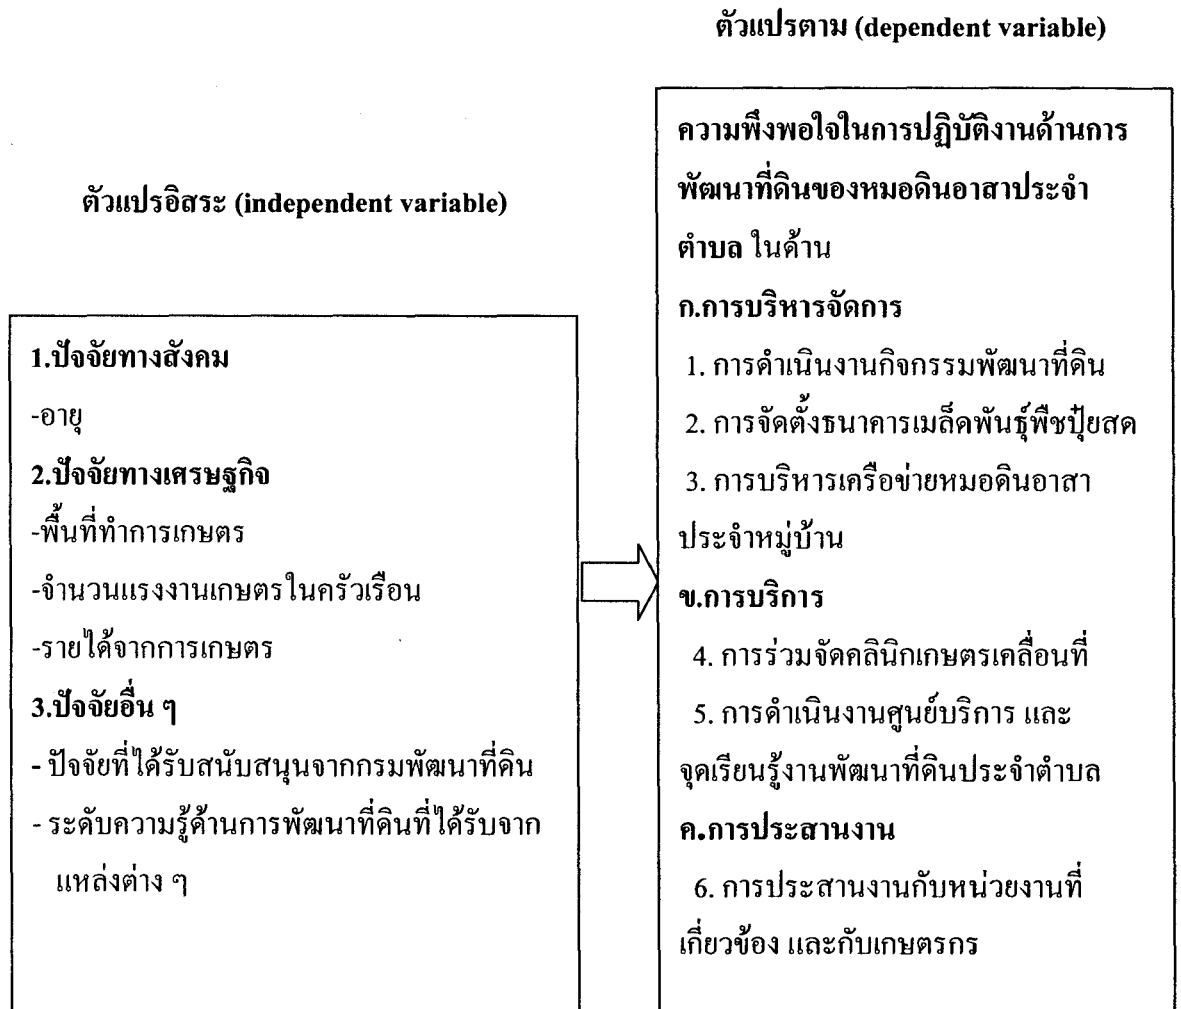 ตัวแปรตาม (dependent variable)
ตัวแปรอิสระ (independent variable)
1.ปัจจัยทางสังคม
-อายุ
2.ปัจจัยทางเศรษฐกิจ
-พื้นที่ทำการเกษตร
-จำนวนแรงงานเกษตรในครัวเรือน
-รายได้จากการเกษตร
3.ปัจจัยอื่น ๆ
- ปัจจัยที่ได้รับสนับสนุนจากกรมพัฒนาที่ดิน
- ระดับความรู้ด้านการพัฒนาที่ดินที่ได้รับจาก
แหล่งต่าง ๆ
ความพึงพอใจในการปฏิบัติงานด้านการ
พัฒนาที่ดินของหมอดินอาสาประจำ
ตำบล ในด้าน
ก.การบริหารจัดการ
1. การดำเนินงานกิจกรรมพัฒนาที่ดิน
2. การจัดตั้งธนาคารเมล็ดพันธุ์พืชปุ๋ยสด
3. การบริหารเครือข่ายหมอดินอาสา
ประจำหมู่บ้าน
ข.การบริการ
4. การร่วมจัดคลินิกเกษตรเคลื่อนที่
5. การดำเนินงานศูนย์บริการ และ
จุดเรียนรู้งานพัฒนาที่ดินประจำตำบล
ค.การประสานงาน
6. การประสานงานกับหน่วยงานที่
เกี่ยวข้อง และกับเกษตรกร